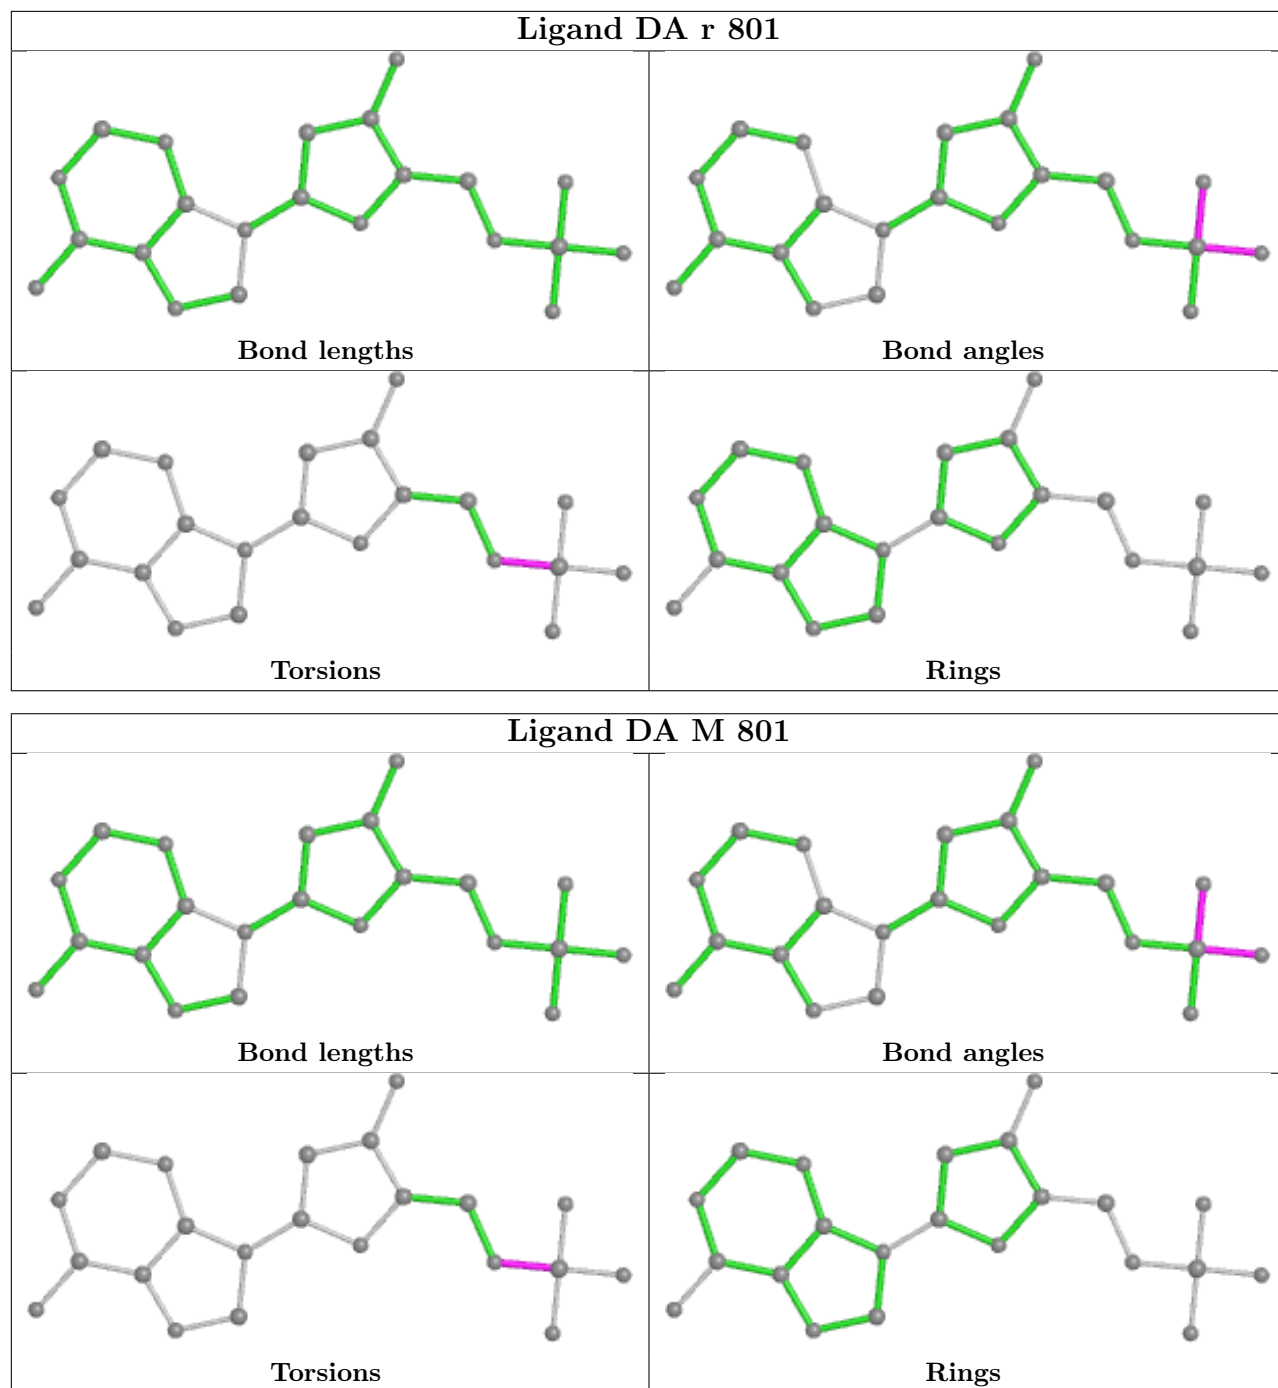 Ligand DA r 801
Bond lengths
Bond angles
Torsions
Rings
Ligand DA M 801
Bond lengths
Bond angles
Torsions
Rings